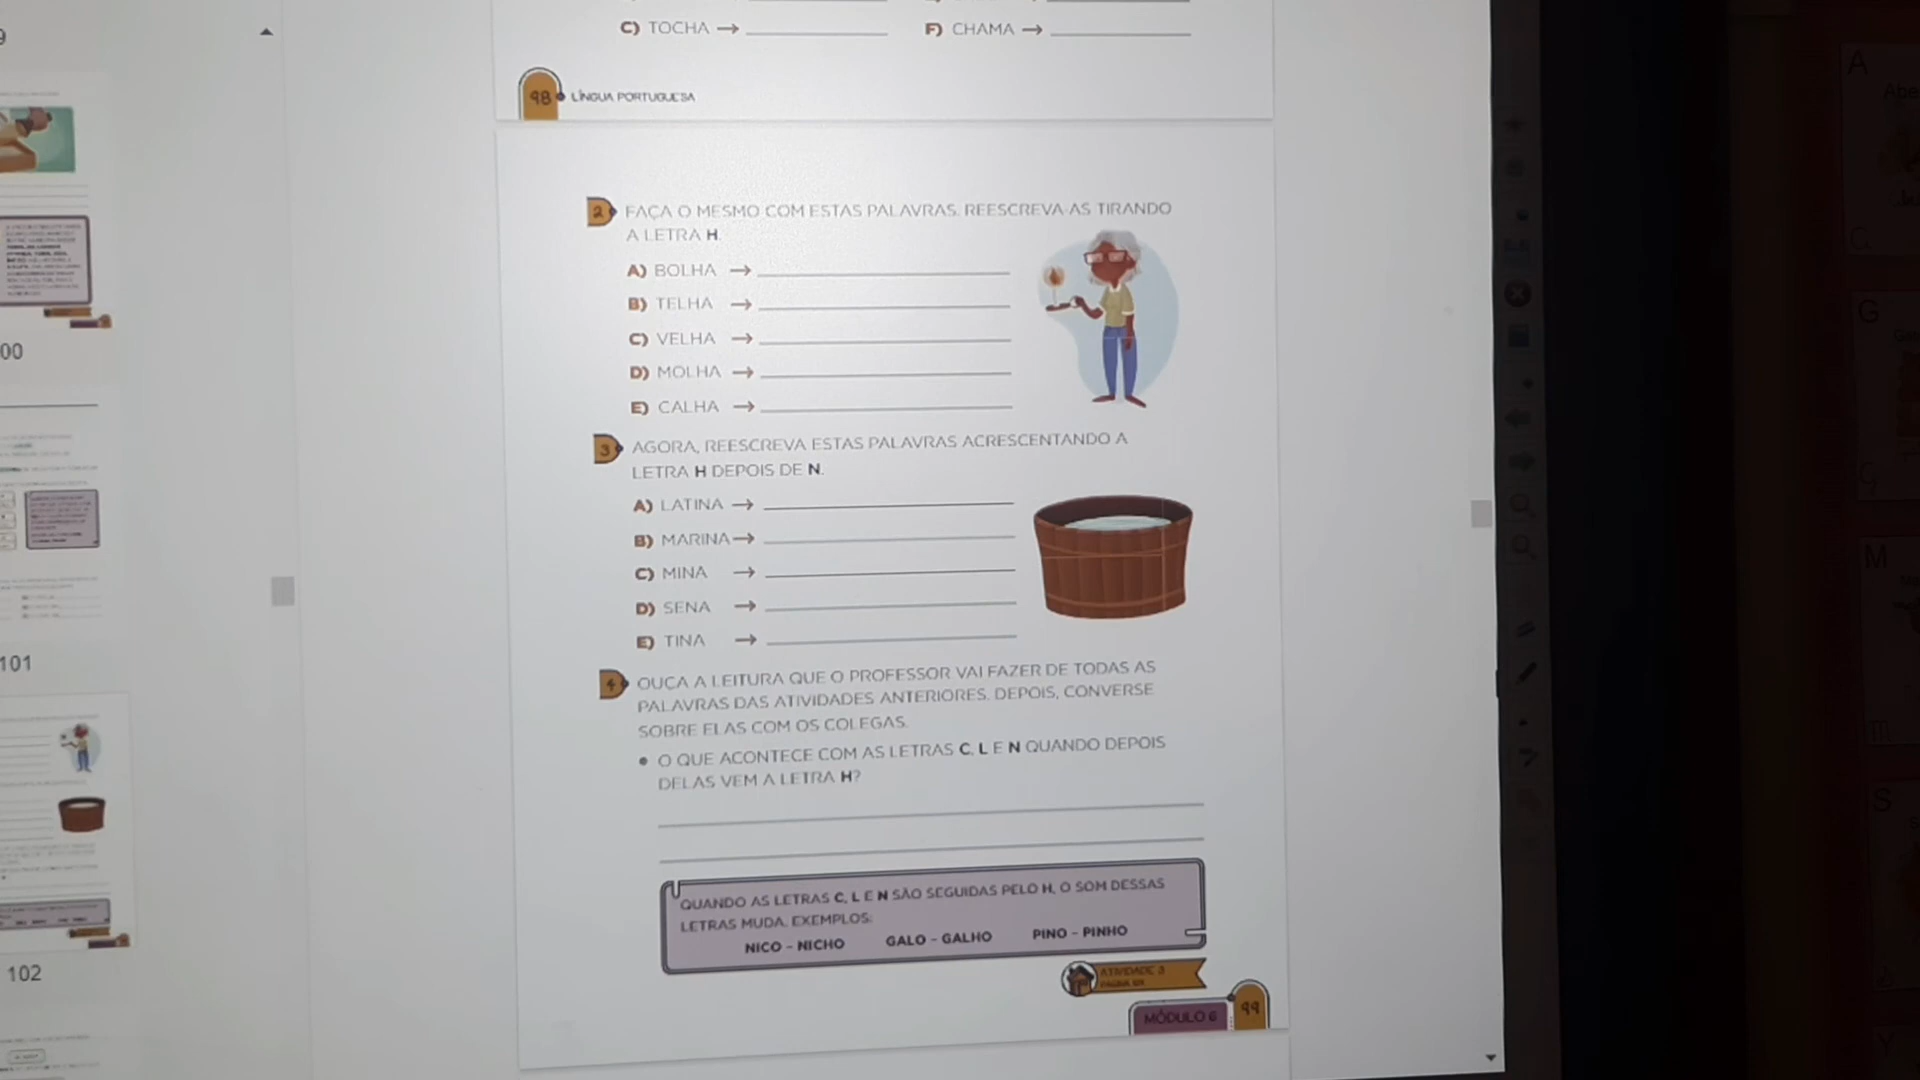 9
00
101
102
C) TOCHA →
F) CHAMA →
98 LÍNGUA PORTUGUESA
2 FAÇA O MESMO COM ESTAS PALAVRAS. REESCREVA-AS TIRANDO
A LETRA H.
A) BOLHA →
B) TELHA →
C) VELHA →
D) MOLHA →
E) CALHA →
3 AGORA, REESCREVA ESTAS PALAVRAS ACRESCENTANDO A
LETRA H DEPOIS DE N.
A) LATINA →
B) MARINA →
C) MINA →
D) SENA →
E) TINA →
4 OUÇA A LEITURA QUE O PROFESSOR VAI FAZER DE TODAS AS
PALAVRAS DAS ATIVIDADES ANTERIORES. DEPOIS, CONVERSE
SOBRE ELAS COM OS COLEGAS.
• O QUE ACONTECE COM AS LETRAS C, L E N QUANDO DEPOIS
DELAS VEM A LETRA H?
QUANDO AS LETRAS C, L E N SÃO SEGUIDAS PELO H, O SOM DESSAS
LETRAS MUDA. EXEMPLOS:
NICO - NICHO GALO - GALHO PINO - PINHO
ATIVIDADE 3
MÓDULO 6 99
A
G
M
S